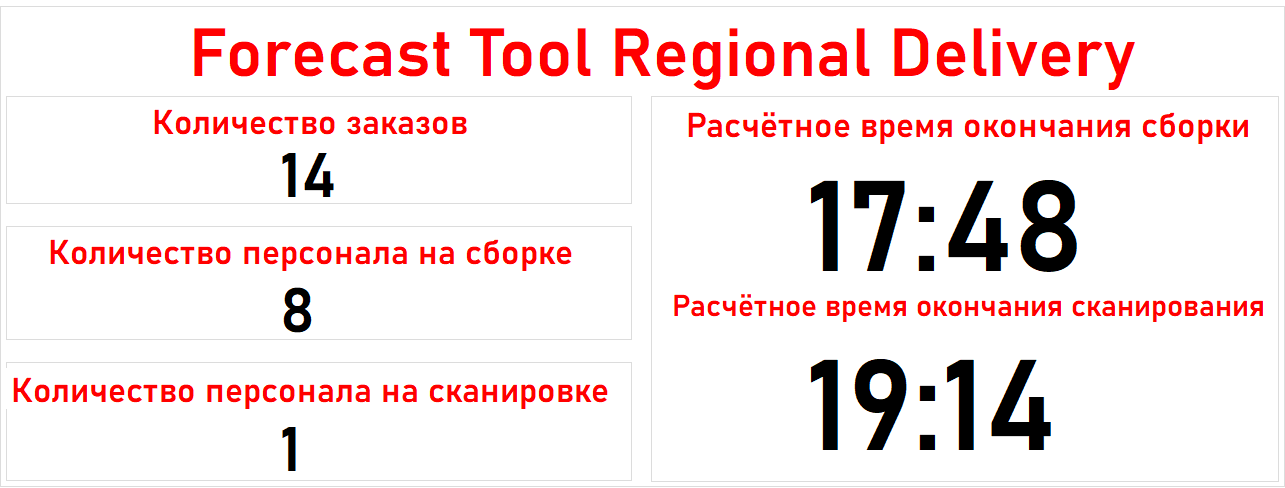 Forecast Tool Regional Delivery
Количество заказов
14
Количество персонала на сборке
8
Количество персонала на сканировке
1
Расчётное время окончания сборки
17:48
Расчётное время окончания сканирования
19:14